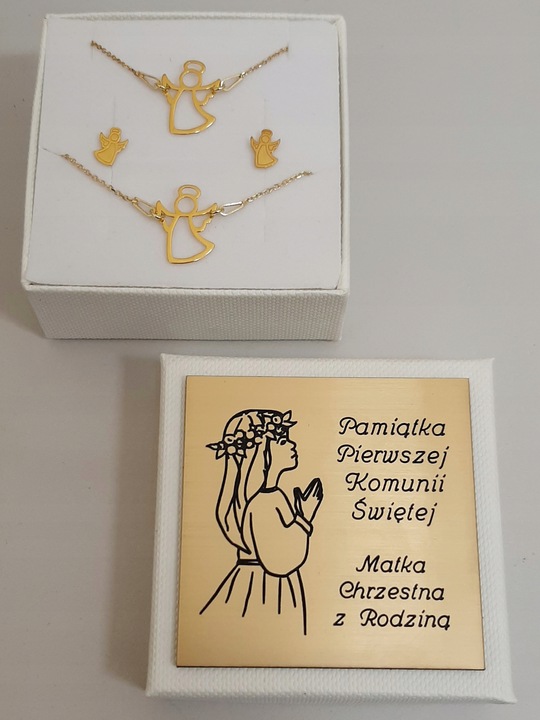 Pamiątka
Pierwszej
Komunii
Świętej
Matka
Chrzestna
z Rodziną